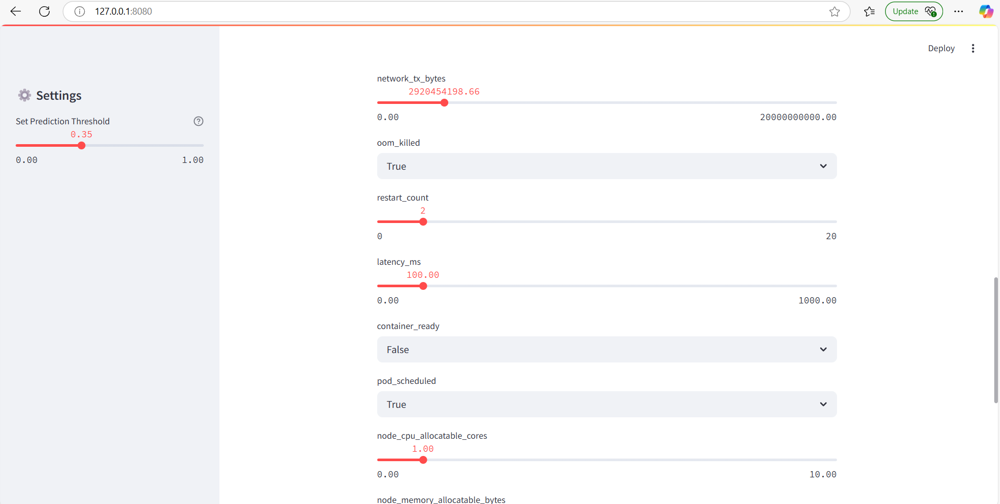 127.0.0.1:8080
Update
Deploy
Settings
Set Prediction Threshold
0.35
0.00 1.00
network_tx_bytes
2920454198.66
0.00 20000000000.00
oom_killed
True
restart_count
2
0 20
latency_ms
100.00
0.00 1000.00
container_ready
False
pod_scheduled
True
node_cpu_allocatable_cores
1.00
0.00 10.00
node_memory_allocatable_bytes